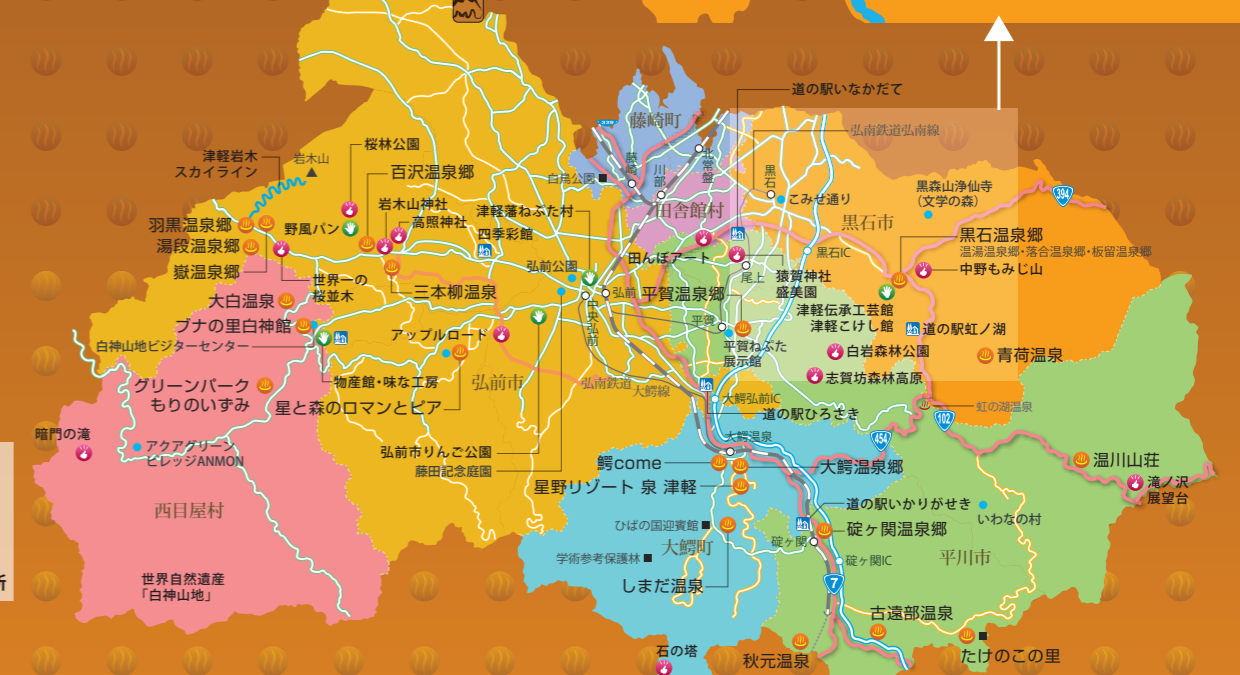 道の駅いなかだて
339
藤崎町
弘南鉄道弘南線
桜林公園
津軽岩木
スカイライン
岩木山
百沢温泉郷
藤崎
川部
北常盤
白鳥公園
黒石
こみせ通り
黒森山浄仙寺
(文学の森)
394
岩木山神社
高照神社
津軽藩ねぷた村
四季彩館
田舎館村
黒石市
羽黒温泉郷
野風パン
湯段温泉郷
嶽温泉郷
黒石温泉郷
温湯温泉郷・落合温泉郷・板留温泉郷
中野もみじ山
黒石IC
田んぼアート
弘前公園
尾上
猿賀神社
盛美園
世界一の
桜並木
三本柳温泉
弘前
平賀温泉郷
中央弘前
津軽伝承工芸館
津軽こけし館
大白温泉
ブナの里白神館
白神山地ビジターセンター
アップルロード
平賀
平賀ねぷた
展示館
道の駅虹ノ湖
白岩森林公園
青荷温泉
志賀坊森林高原
物産館・味な工房
弘前市
弘南鉄道
大鰐線
グリーンパーク
もりのいずみ
星と森のロマンとピア
大鰐弘前IC
道の駅ひろさき
虹の湖温泉
102
454
暗門の滝
アクアグリーン
ビレッジANMON
弘前市りんご公園
藤田記念庭園
大鰐温泉
鰐come
大鰐温泉郷
温川山荘
滝ノ沢
展望台
星野リゾート 泉 津軽
西目屋村
道の駅いかりがせき
いわなの村
ひばの国迎賓館
碇ヶ関温泉郷
大鰐町
碇ヶ関
学術参考保護林
碇ヶ関IC
平川市
世界自然遺産
「白神山地」
しまだ温泉
7
所
古遠部温泉
石の塔
秋元温泉
たけのこの里